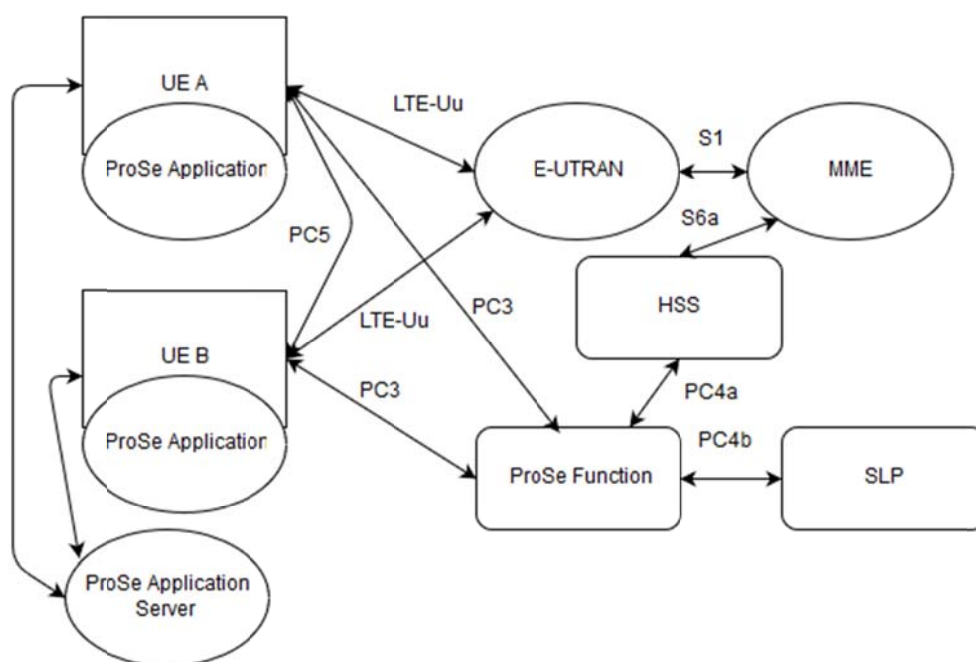 UE A
ProSe Application
LTE-Uu
E-UTRAN
S1
MME
S6a
PC5
HSS
PC3
LTE-Uu
UE B
PC3
PC4a
ProSe Application
PC4b
ProSe Function
SLP
ProSe Application
Server